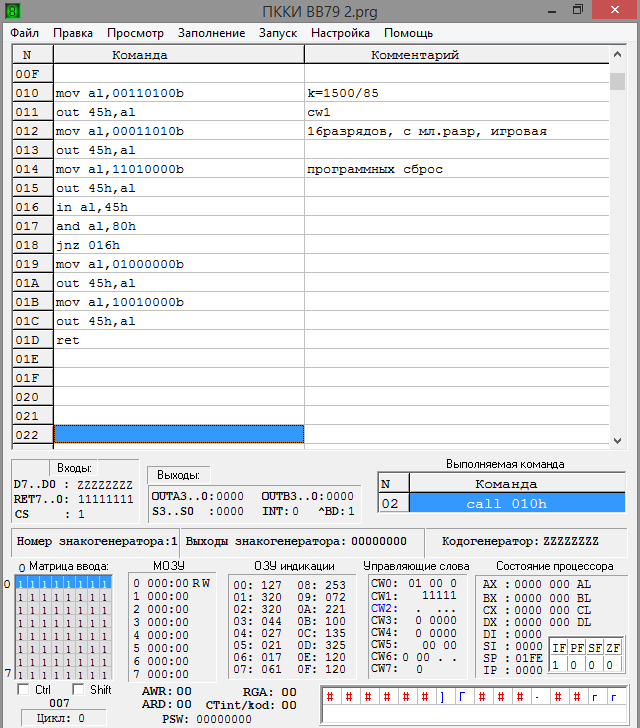 ПККИ ВВ79 2.prg
Файл Правка Просмотр Заполнение Запуск Настройка Помощь
N Команда Комментарий
00F
010 mov al,00110100b k=1500/85
011 out 45h,al cw1
012 mov al,00011010b 16разрядов, с мл.разр, игровая
013 out 45h,al
014 mov al,11010000b программных сброс
015 out 45h,al
016 in al,45h
017 and al,80h
018 jnz 016h
019 mov al,01000000b
01A out 45h,al
01B mov al,10010000b
01C out 45h,al
01D ret
01E
01F
020
021
022
Входы:
D7..D0 : ZZZZZZZZ
RET7..0: 11111111
CS : 1
Выходы:
OUTA3..0:0000 OUTB3..0:0000
S3..S0 :0000 INT:0 ^BD:1
Выполняемая команда
N Команда
02 call 010h
Номер знакогенератора:1 Выходы знакогенератора: 00000000 Кодогенератор: ZZZZZZZZ
0 Матрица ввода:
0 1 1 1 1 1 1 1 1
1 1 1 1 1 1 1 1
1 1 1 1 1 1 1 1
1 1 1 1 1 1 1 1
1 1 1 1 1 1 1 1
1 1 1 1 1 1 1 1
1 1 1 1 1 1 1 1
7 1 1 1 1 1 1 1 1
Ctrl Shift
007
Цикл: 0
МОЗУ
0 000:00 R W
1 000:00
2 000:00
3 000:00
4 000:00
5 000:00
6 000:00
7 000:00
ОЗУ индикации
00: 127 08: 253
01: 320 09: 072
02: 320 0A: 221
03: 044 0B: 100
04: 027 0C: 135
05: 021 0D: 325
06: 017 0E: 120
07: 061 0F: 120
Управляющие слова
CW0: 01 00 0
CW1: 11111
CW2: . ...
CW3: 0 0000
CW4: 0 0000
CW5: 00 00
CW6: 0 00 . .
CW7: 0
Состояние процессора
AX : 0000 000 AL
BX : 0000 000 BL
CX : 0000 000 CL
DX : 0000 000 DL
DI : 0000
SI : 0000
SP : 01FE
IP : 0000
IF PF SF ZF
1 0 0 0
AWR: 00 RGA: 00
ARD: 00 CTint/kod: 00
PSW: 00000000
# # # # # # ] Г # # # - # # r r